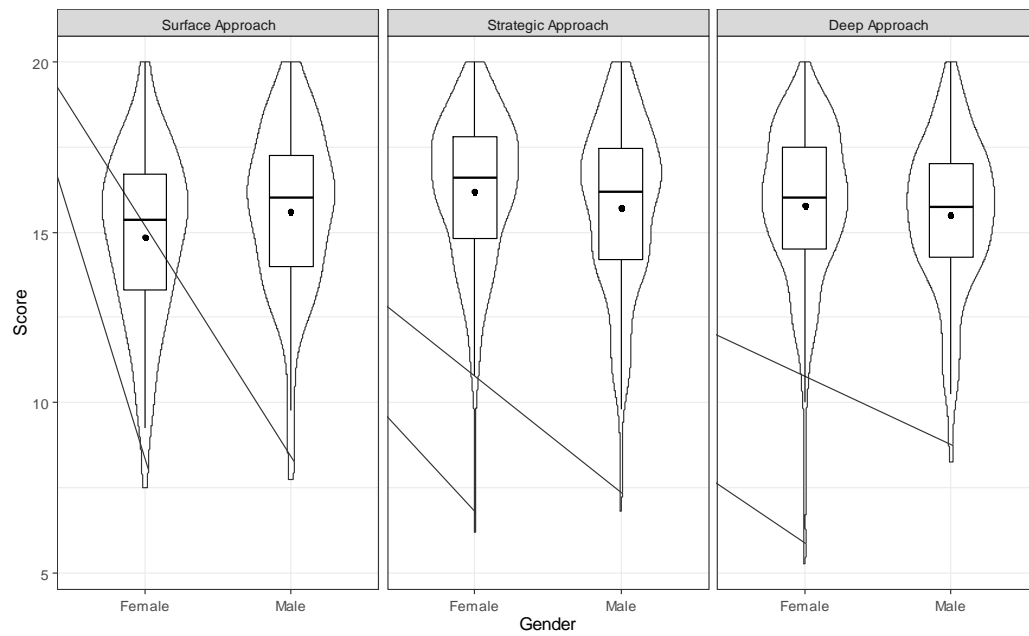 Surface Approach
Strategic Approach
Deep Approach
20
15
10
5
Score
Female
Male
Female
Male
Female
Male
Gender